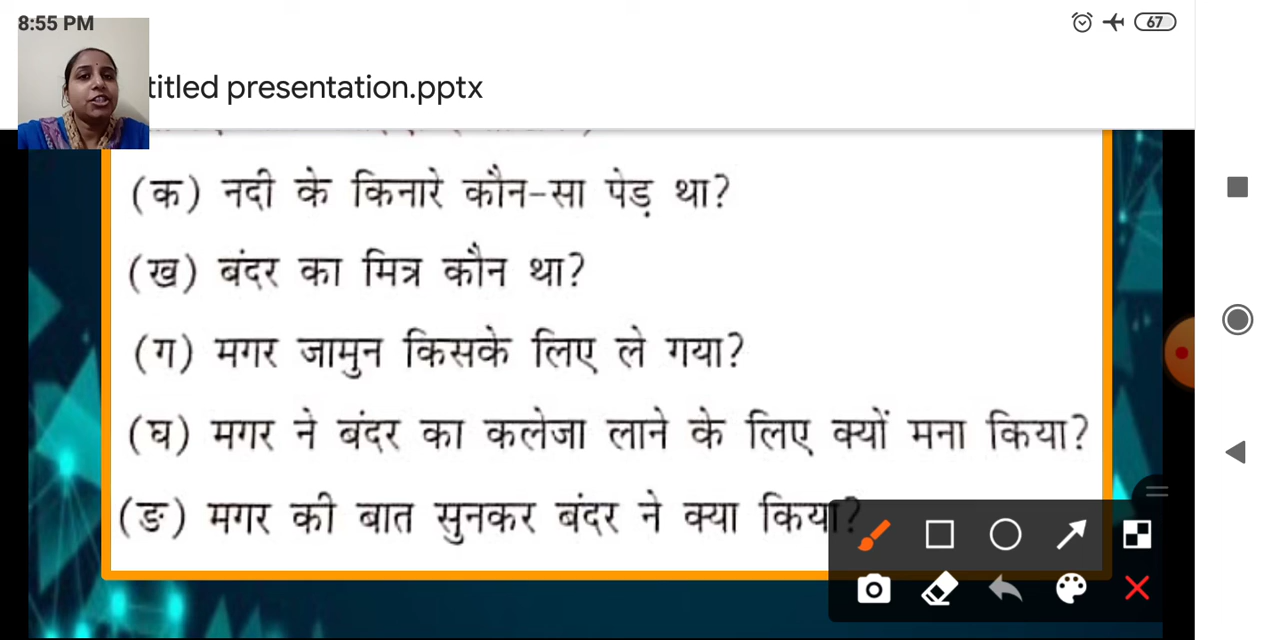 8:55 PM
67
titled presentation.pptx
(क) नदी के किनारे कौन-सा पेड़ था?
(ख) बंदर का मित्र कौन था?
(ग) मगर जामुन किसके लिए ले गया?
(घ) मगर ने बंदर का कलेजा लाने के लिए क्यों मना किया?
(ङ) मगर की बात सुनकर बंदर ने क्या किया?